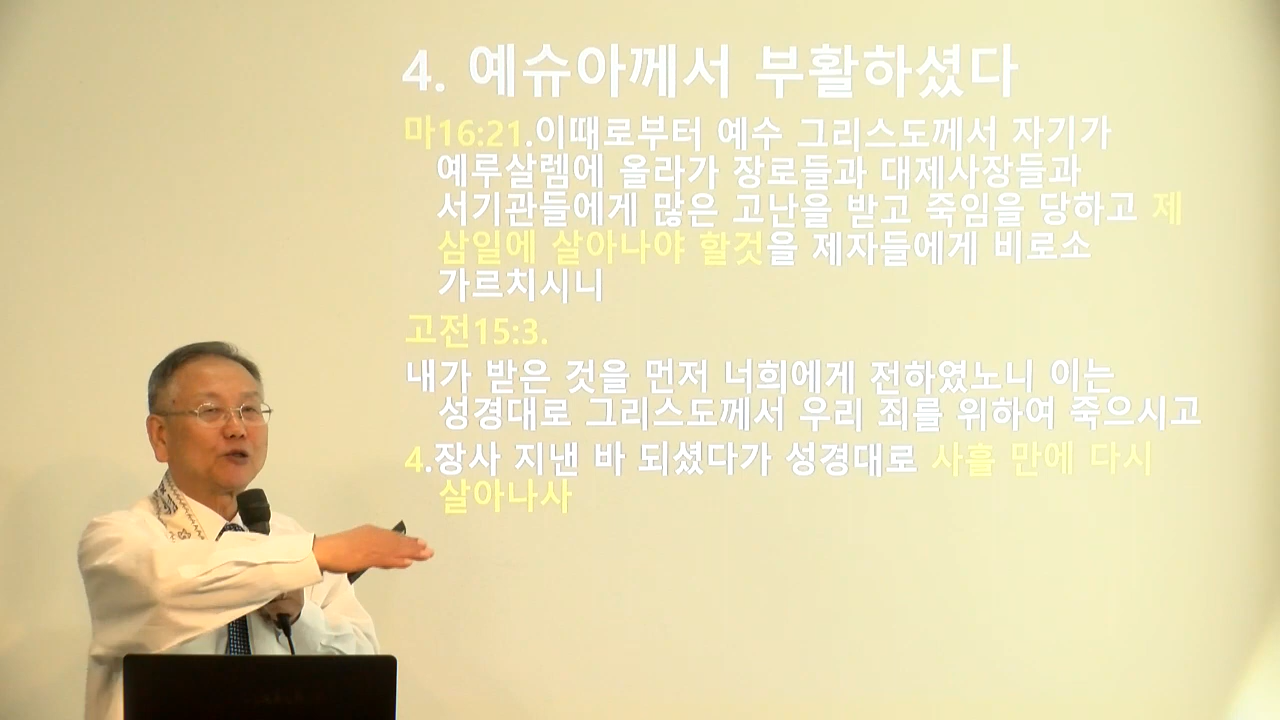 4. 예슈아께서 부활하셨다
마16:21.이때로부터 예수 그리스도께서 자기가
예루살렘에 올라가 장로들과 대제사장들과
서기관들에게 많은 고난을 받고 죽임을 당하고 제
삼일에 살아나야 할것을 제자들에게 비로소
가르치시니
고전15:3.
내가 받은 것을 먼저 너희에게 전하였노니 이는
성경대로 그리스도께서 우리 죄를 위하여 죽으시고
4.장사 지낸 바 되셨다가 성경대로 사흘 만에 다시
살아나사